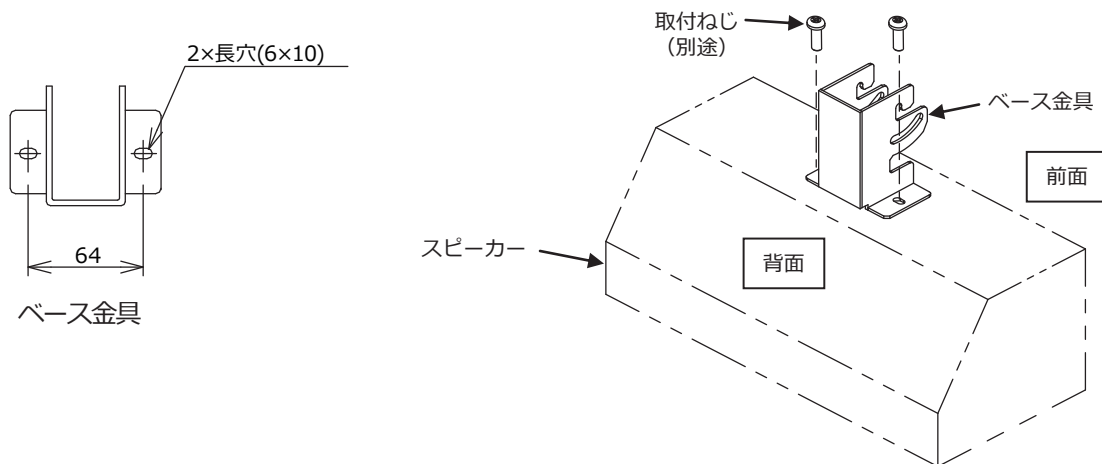 2×長穴(6×10)
64
ベース金具
取付ねじ
（別途）
ベース金具
前面
スピーカー
背面